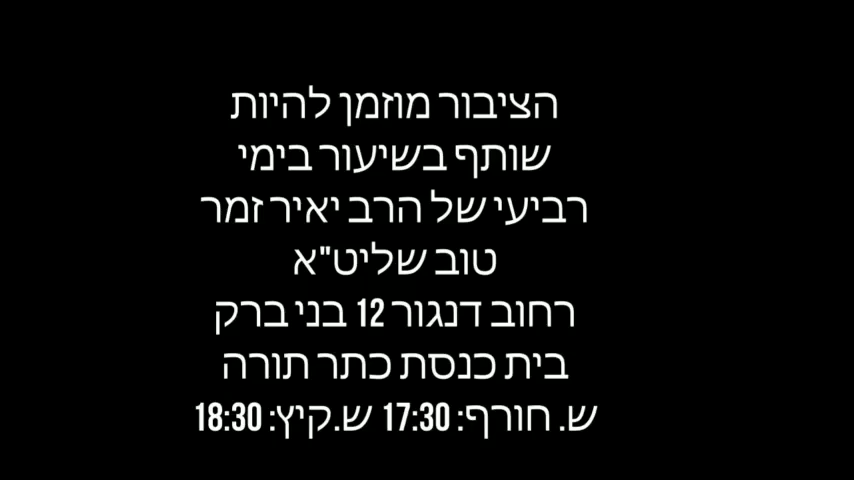 הציבור מוזמן להיות
שותף בשיעור בימי
רביעי של הרב יאיר זמר
טוב שליט"א
רחוב דנגור 12 בני ברק
בית כנסת כתר תורה
ש. חורף: 17:30 ש.קיץ: 18:30